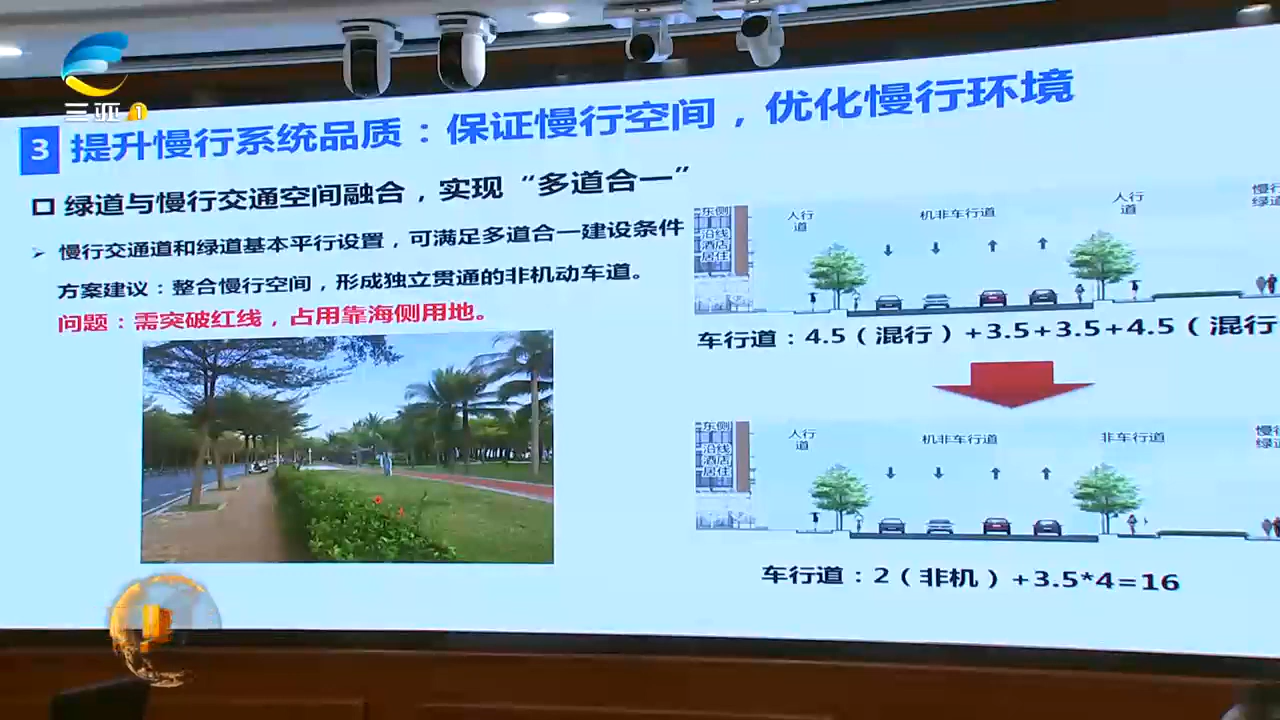 三亚1
3 提升慢行系统品质：保证慢行空间，优化慢行环境
绿道与慢行交通空间融合，实现“多道合一”
慢行交通道和绿道基本平行设置，可满足多道合一建设条件
方案建议：整合慢行空间，形成独立贯通的非机动车道。
问题：需突破红线，占用靠海侧用地。
东侧
沿线
酒店
居住
人行
道
机非车行道
人行
道
慢行
绿道
车行道：4.5（混行）+3.5+3.5+4.5（混行
东侧
沿线
酒店
居住
人行
道
机非车行道
非车行道
慢行
绿道
车行道：2（非机）+3.5*4=16